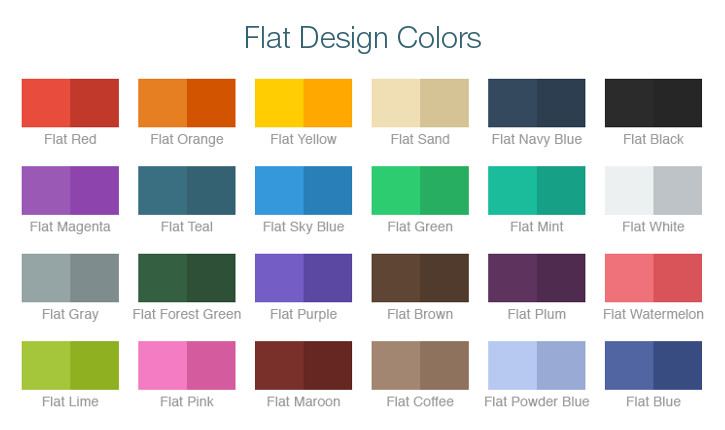 Flat Design Colors
Flat Red Flat Orange Flat Yellow Flat Sand Flat Navy Blue Flat Black
Flat Magenta Flat Teal Flat Sky Blue Flat Green Flat Mint Flat White
Flat Gray Flat Forest Green Flat Purple Flat Brown Flat Plum Flat Watermelon
Flat Lime Flat Pink Flat Maroon Flat Coffee Flat Powder Blue Flat Blue